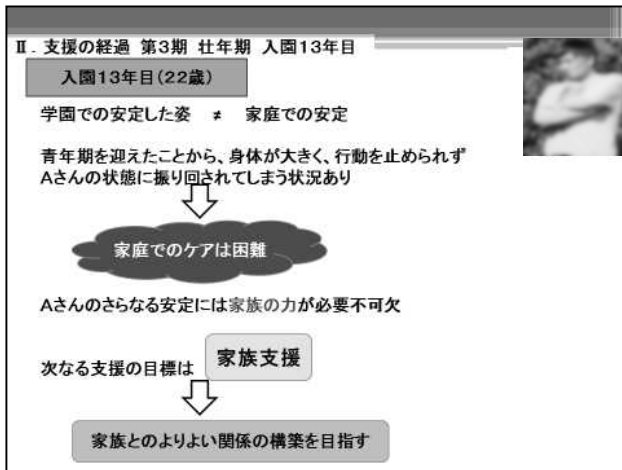 Ⅱ．支援の経過 第3期 壮年期 入園13年目
入園13年目(22歳)
学園での安定した姿 ≠ 家庭での安定
青年期を迎えたことから、身体が大きく、行動を止められず
Aさんの状態に振り回されてしまう状況あり
家庭でのケアは困難
Aさんのさらなる安定には家族の力が必要不可欠
次なる支援の目標は 家族支援
家族とのよりよい関係の構築を目指す